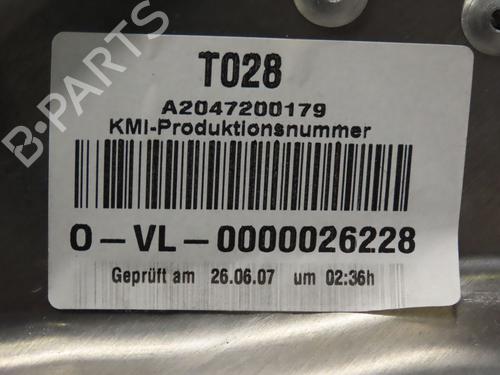 B-PARTS
T028
A2047200179
KMI-Produktionsnummer
O-VL-0000026228
Geprüft am 26.06.07 um 02:36h